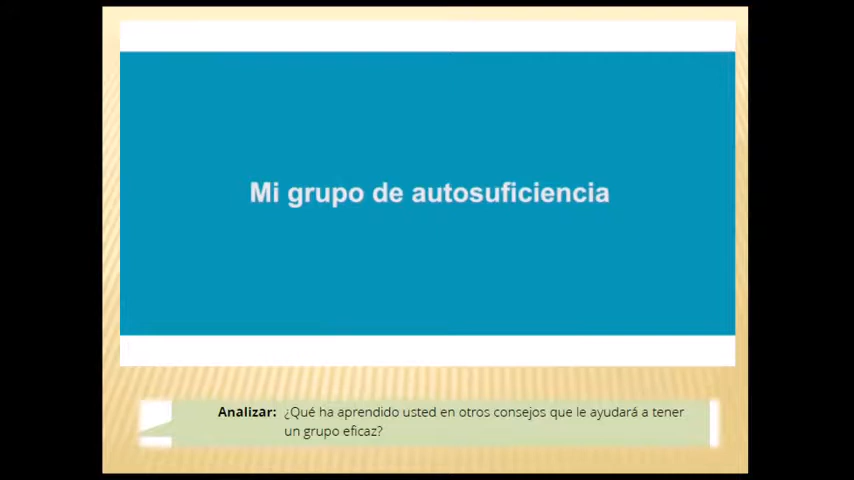 Mi grupo de autosuficiencia
Analizar: ¿Qué ha aprendido usted en otros consejos que le ayudará a tener
un grupo eficaz?